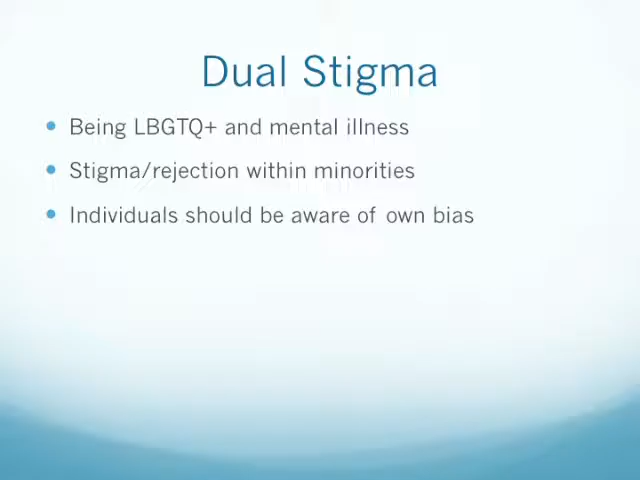 Dual Stigma
• Being LBGTQ+ and mental illness
• Stigma/rejection within minorities
• Individuals should be aware of own bias